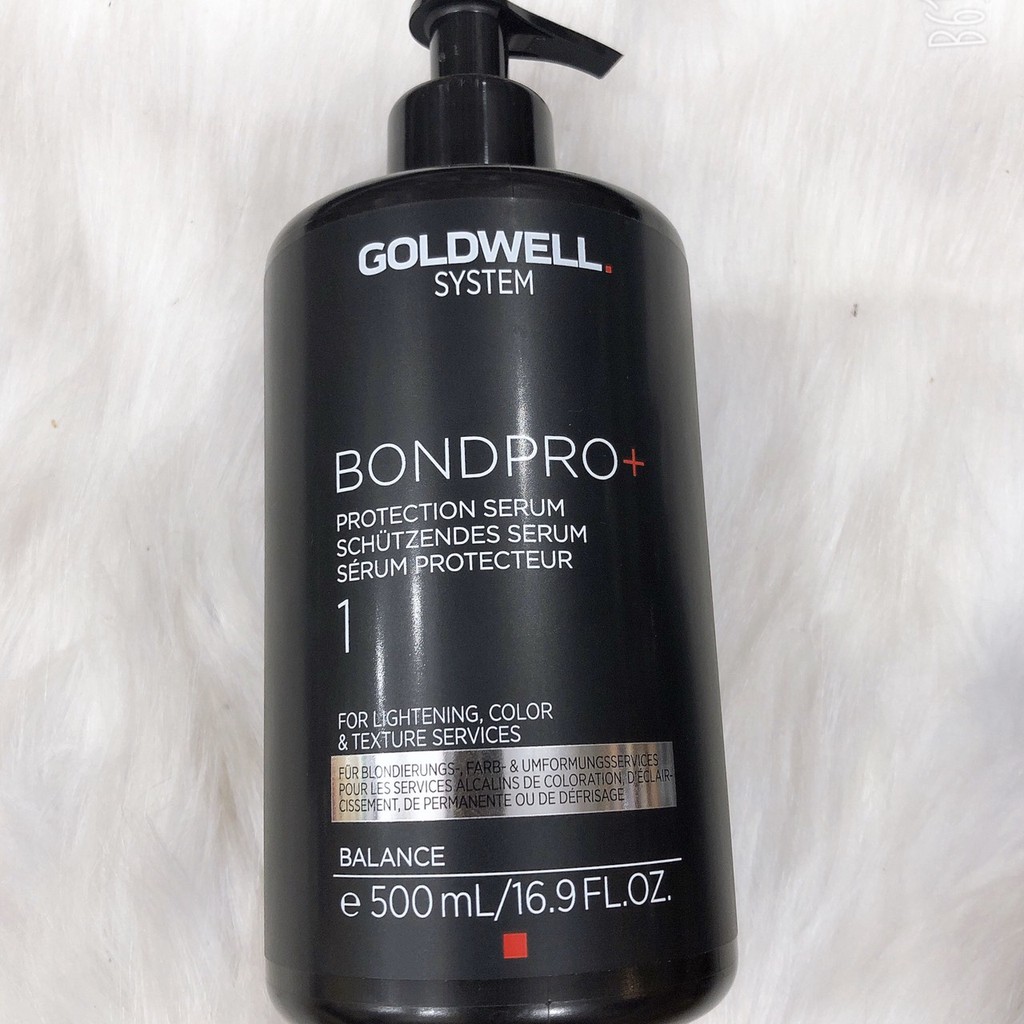 GOLDWELL.
SYSTEM
BONDPRO+
PROTECTION SERUM
SCHÜTZENDES SERUM
SÉRUM PROTECTEUR
1
FOR LIGHTENING, COLOR
& TEXTURE SERVICES
FÜR BLONDIERUNGS-, FARB- & UMFORMUNGSSERVICES
POUR LES SERVICES ALCALINS DE COLORATION, D'ÉCLAIR-
CISSEMENT, DE PERMANENTE OU DE DÉFRISAGE
BALANCE
e 500 mL/16.9 FL.OZ.